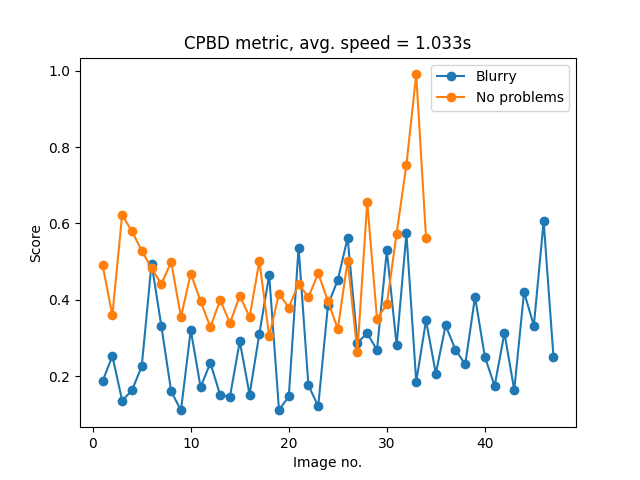 CPBD metric, avg. speed = 1.033s
Blurry
No problems
1.0
0.8
0.6
0.4
0.2
Score
0 10 20 30 40
Image no.